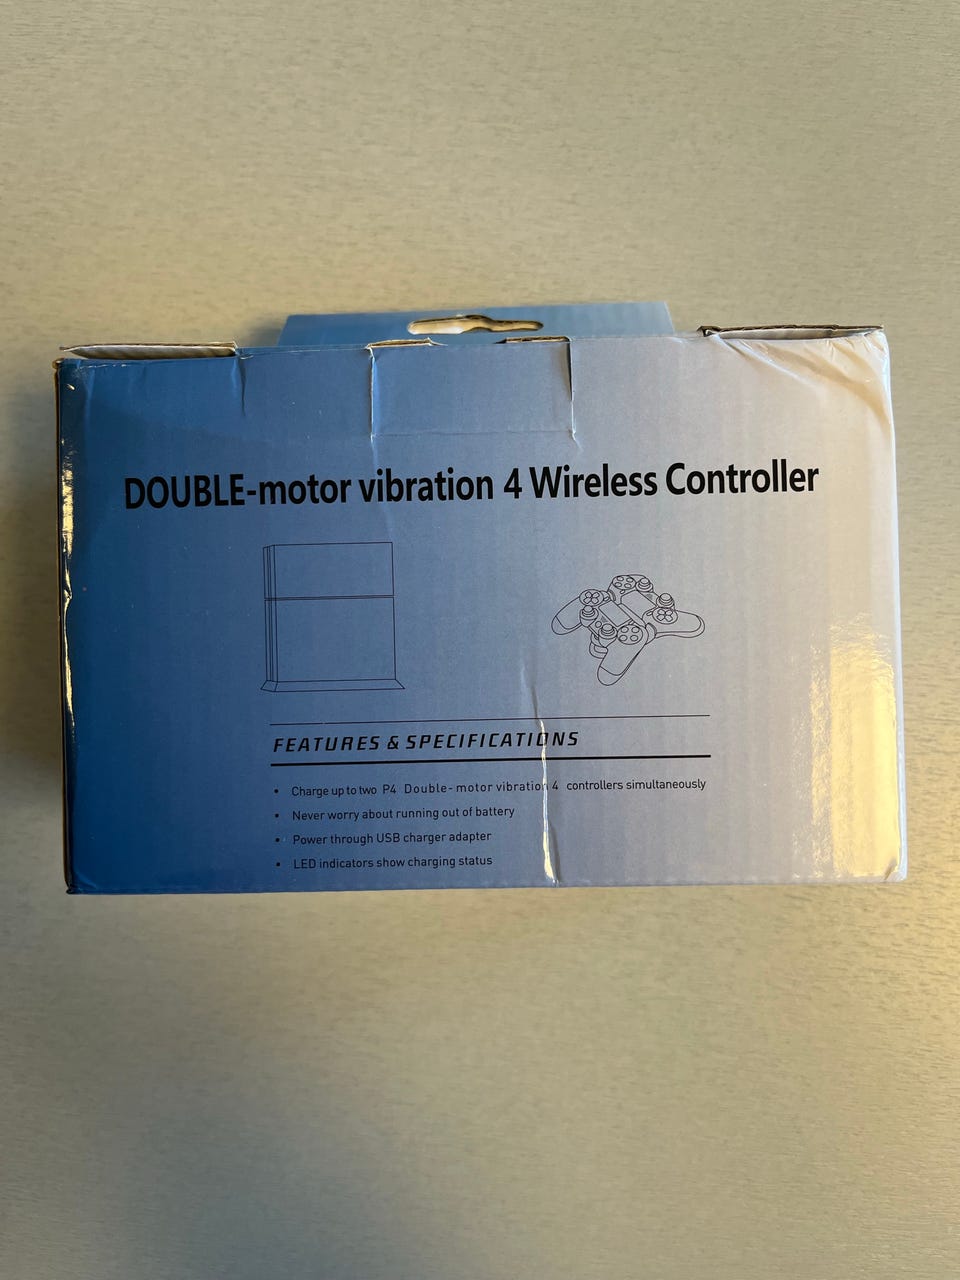 DOUBLE-motor vibration 4 Wireless Controller
FEATURES & SPECIFICATIONS
• Charge up to two P4 Double-motor vibration 4 controllers simultaneously
• Never worry about running out of battery
• Power through USB charger adapter
• LED indicators show charging status